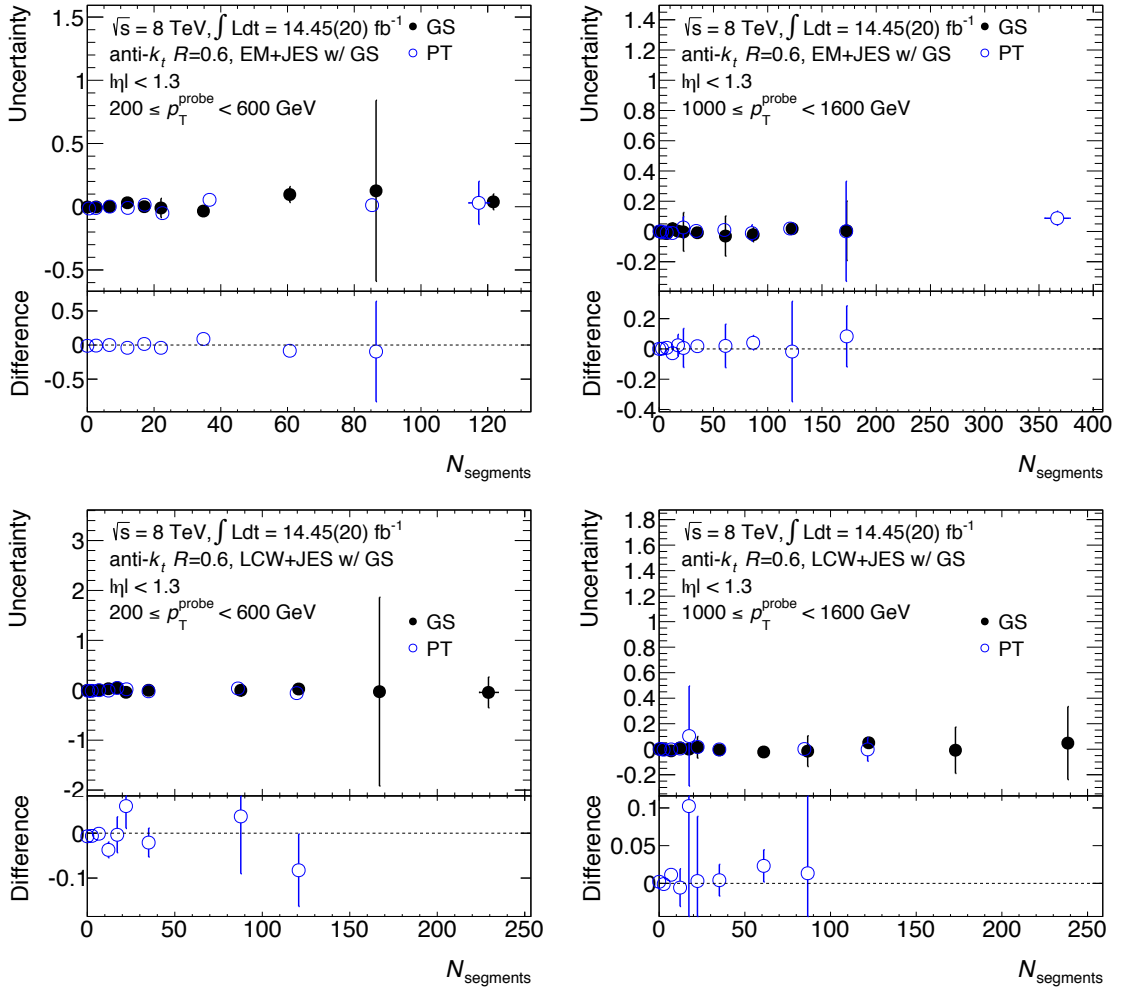 √s = 8 TeV, ∫ Ldt = 14.45(20) fb⁻¹
anti-kₜ R=0.6, EM+JES w/ GS
|η| < 1.3
200 ≤ p_T^probe < 600 GeV
GS
PT
Uncertainty
1.5
1
0.5
0
-0.5
Difference
0.5
0
-0.5
0 20 40 60 80 100 120
N_segments
√s = 8 TeV, ∫ Ldt = 14.45(20) fb⁻¹
anti-kₜ R=0.6, EM+JES w/ GS
|η| < 1.3
1000 ≤ p_T^probe < 1600 GeV
GS
PT
Uncertainty
1.4
1.2
1
0.8
0.6
0.4
0.2
0
-0.2
Difference
0.2
0
-0.2
-0.4
0 50 100 150 200 250 300 350 400
N_segments
√s = 8 TeV, ∫ Ldt = 14.45(20) fb⁻¹
anti-kₜ R=0.6, LCW+JES w/ GS
|η| < 1.3
200 ≤ p_T^probe < 600 GeV
GS
PT
Uncertainty
3
2
1
0
-1
-2
Difference
0
-0.1
0 50 100 150 200 250
N_segments
√s = 8 TeV, ∫ Ldt = 14.45(20) fb⁻¹
anti-kₜ R=0.6, LCW+JES w/ GS
|η| < 1.3
1000 ≤ p_T^probe < 1600 GeV
GS
PT
Uncertainty
1.8
1.6
1.4
1.2
1
0.8
0.6
0.4
0.2
0
-0.2
Difference
0.1
0.05
0
0 50 100 150 200 250
N_segments